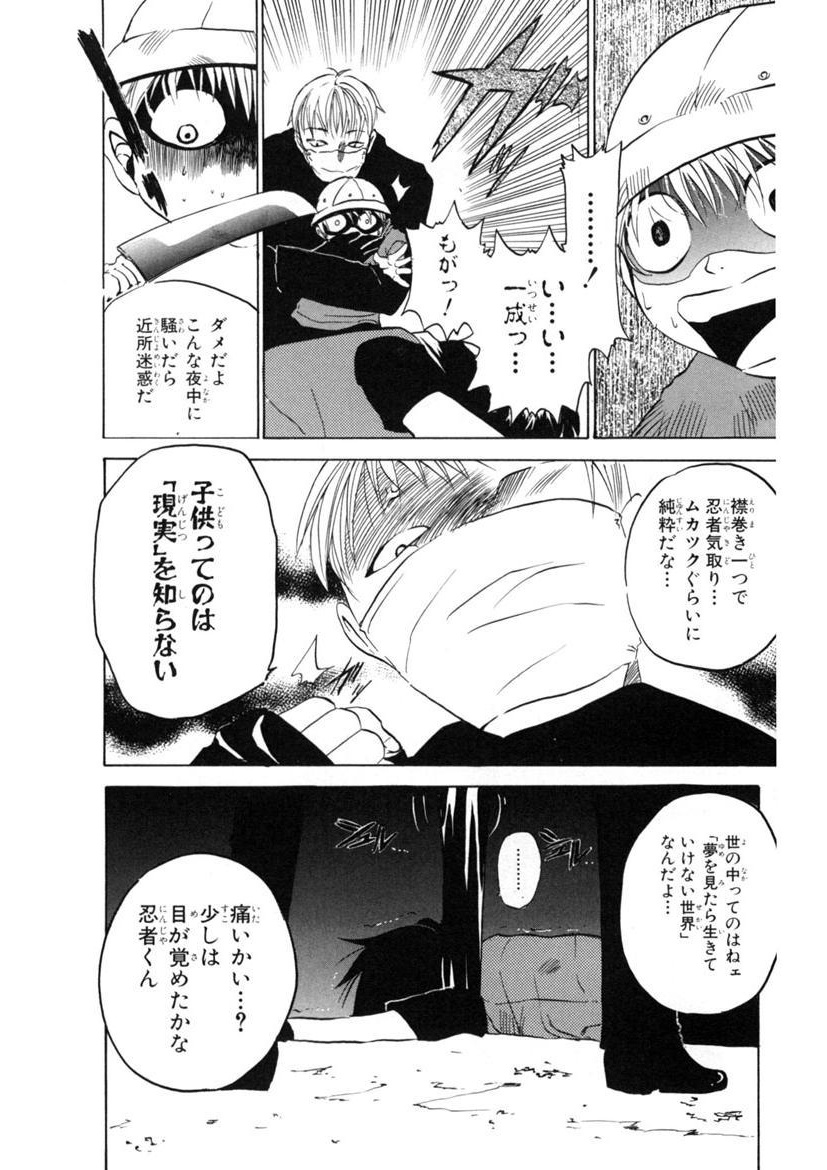 ………！
い…い…
一成っ…
もがっ！
ガッ
ダメだよ
こんな夜中に
騒いだら
近所迷惑だ
襟巻き一つで
忍者気取り…
ムカックぐらいに
純粋だな…
子供ってのは
「現実」を知らない
世の中ってのはねェ
「夢を見たら生きて
いけない世界」
なんだよ…
………
痛いかい…？
少しは
目が覚めたかな
忍者くん